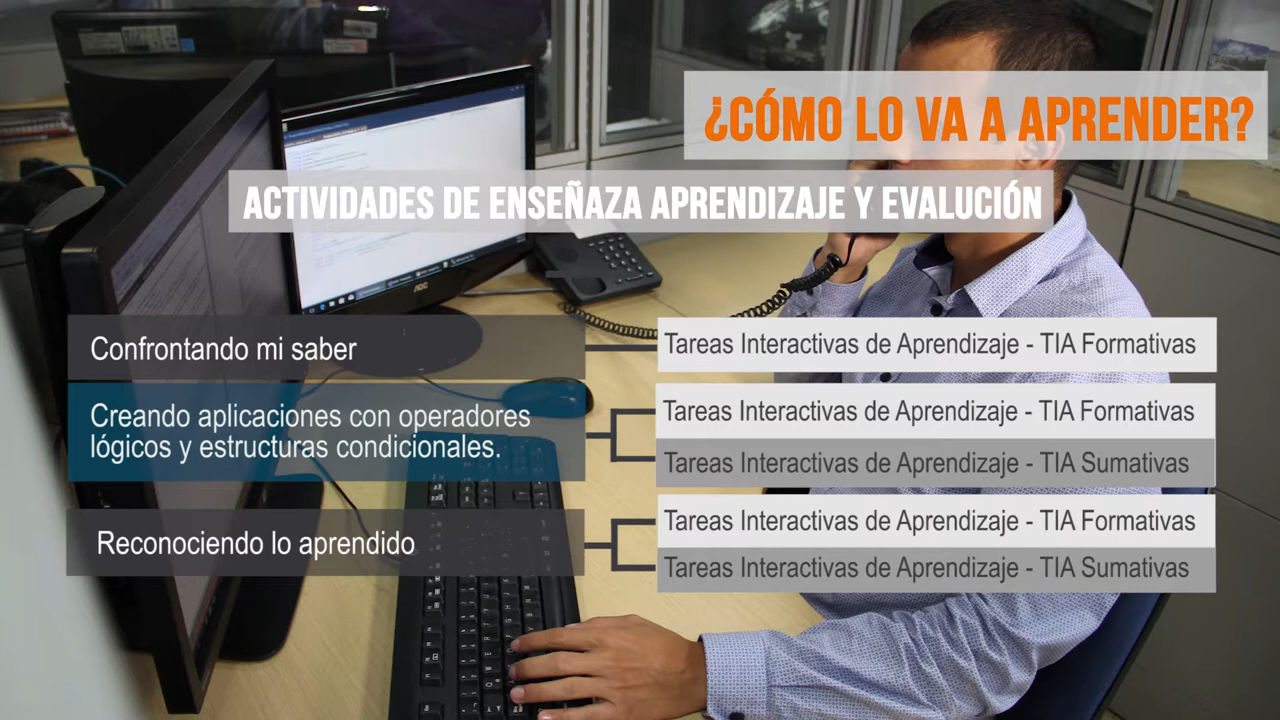 ¿CÓMO LO VA A APRENDER?
ACTIVIDADES DE ENSEÑAZA APRENDIZAJE Y EVALUCIÓN
Confrontando mi saber
Tareas Interactivas de Aprendizaje - TIA Formativas
Creando aplicaciones con operadores
lógicos y estructuras condicionales.
Tareas Interactivas de Aprendizaje - TIA Formativas
Tareas Interactivas de Aprendizaje - TIA Sumativas
Reconociendo lo aprendido
Tareas Interactivas de Aprendizaje - TIA Formativas
Tareas Interactivas de Aprendizaje - TIA Sumativas
AOC